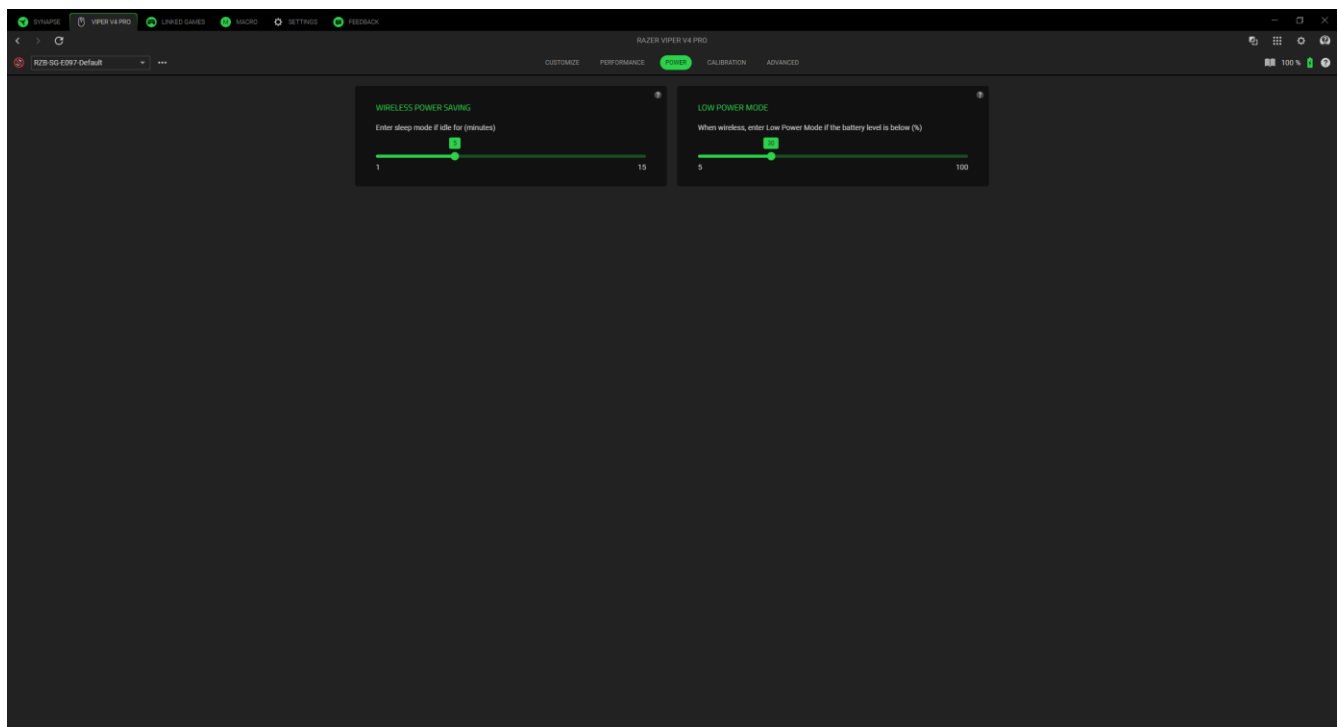 SYNAPSE VIPER V4 PRO LINKED GAMES MACRO SETTINGS FEEDBACK
RAZER VIPER V4 PRO
RZB-SG-E097-Default CUSTOMIZE PERFORMANCE POWER CALIBRATION ADVANCED 100 %
WIRELESS POWER SAVING
Enter sleep mode if idle for (minutes)
5
1 15
LOW POWER MODE
When wireless, enter Low Power Mode if the battery level is below (%)
30
5 100